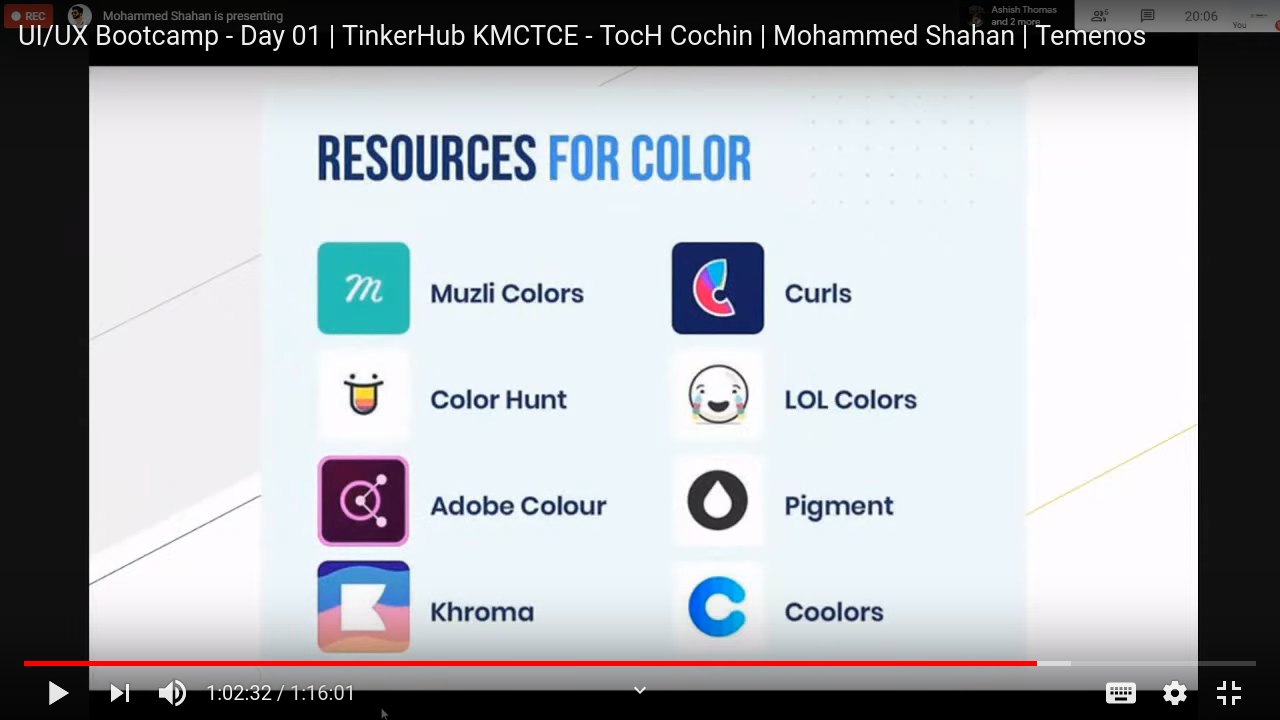 REC
Mohammed Shahan is presenting
Ashish Thomas
and 2 more
6
20:06
You
UI/UX Bootcamp - Day 01 | TinkerHub KMCTCE - TocH Cochin | Mohammed Shahan | Temenos
RESOURCES FOR COLOR
m
Muzli Colors
Curls
Color Hunt
LOL Colors
Adobe Colour
Pigment
Khroma
Coolors
1:02:32 / 1:16:01